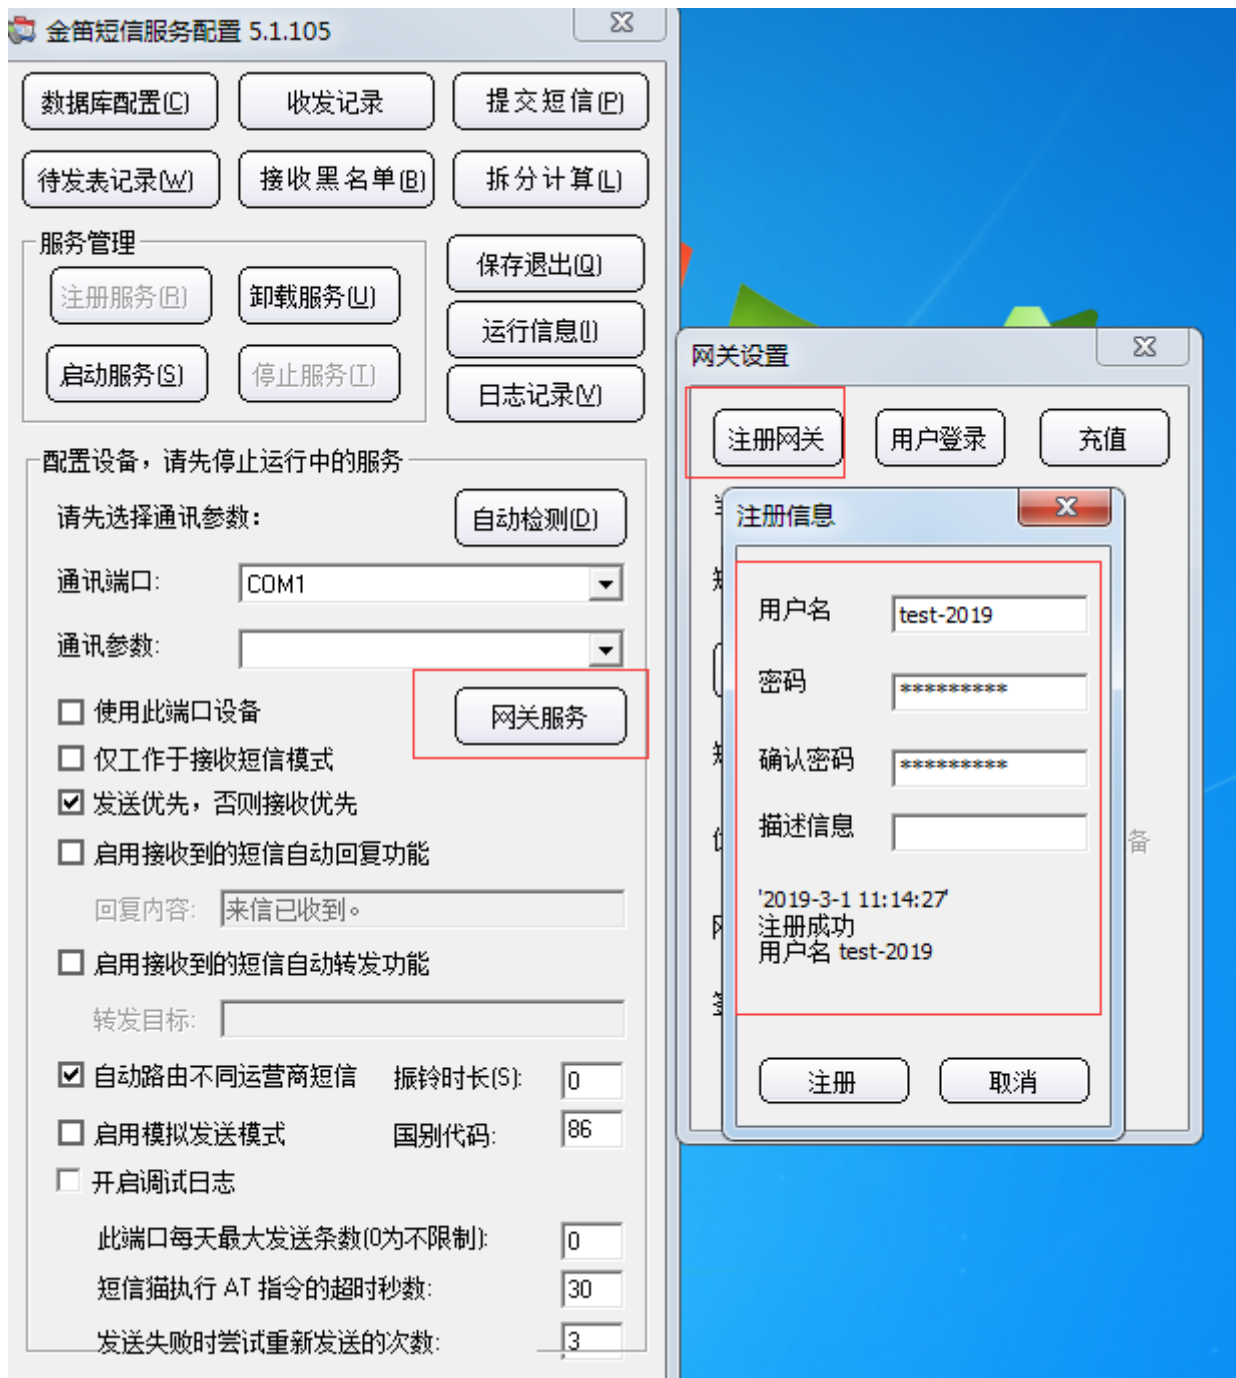 金笛短信服务配置 5.1.105
数据库配置(C)
收发记录
提交短信(P)
待发表记录(W)
接收黑名单(B)
拆分计算(L)
服务管理
注册服务(R)
卸载服务(U)
启动服务(S)
停止服务(T)
保存退出(Q)
运行信息(I)
日志记录(V)
配置设备，请先停止运行中的服务
请先选择通讯参数：
自动检测(D)
通讯端口:
COM1
通讯参数:
使用此端口设备
网关服务
仅工作于接收短信模式
发送优先，否则接收优先
启用接收到的短信自动回复功能
回复内容:
来信已收到。
启用接收到的短信自动转发功能
转发目标:
自动路由不同运营商短信
振铃时长(S):
0
启用模拟发送模式
国别代码:
86
开启调试日志
此端口每天最大发送条数(0为不限制):
0
短信猫执行 AT 指令的超时秒数:
30
发送失败时尝试重新发送的次数:
3
网关设置
注册网关
用户登录
充值
备
注册信息
用户名
test-2019
密码
*********
确认密码
*********
描述信息
'2019-3-1 11:14:27'
注册成功
用户名 test-2019
注册
取消